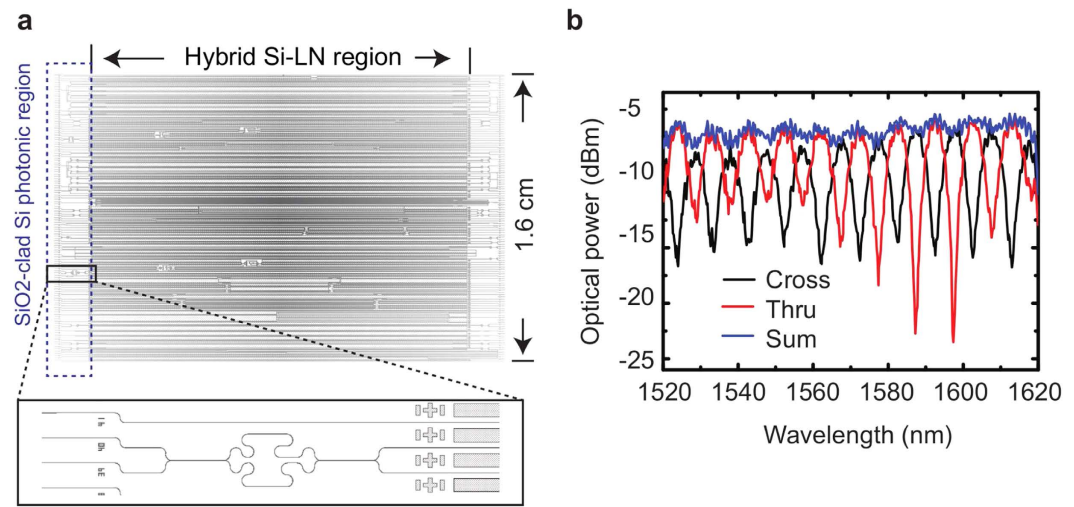 a
Hybrid Si-LN region
SiO2-clad Si photonic region
1.6 cm
b
-5
-10
-15
-20
-25
Optical power (dBm)
Cross
Thru
Sum
1520 1540 1560 1580 1600 1620
Wavelength (nm)